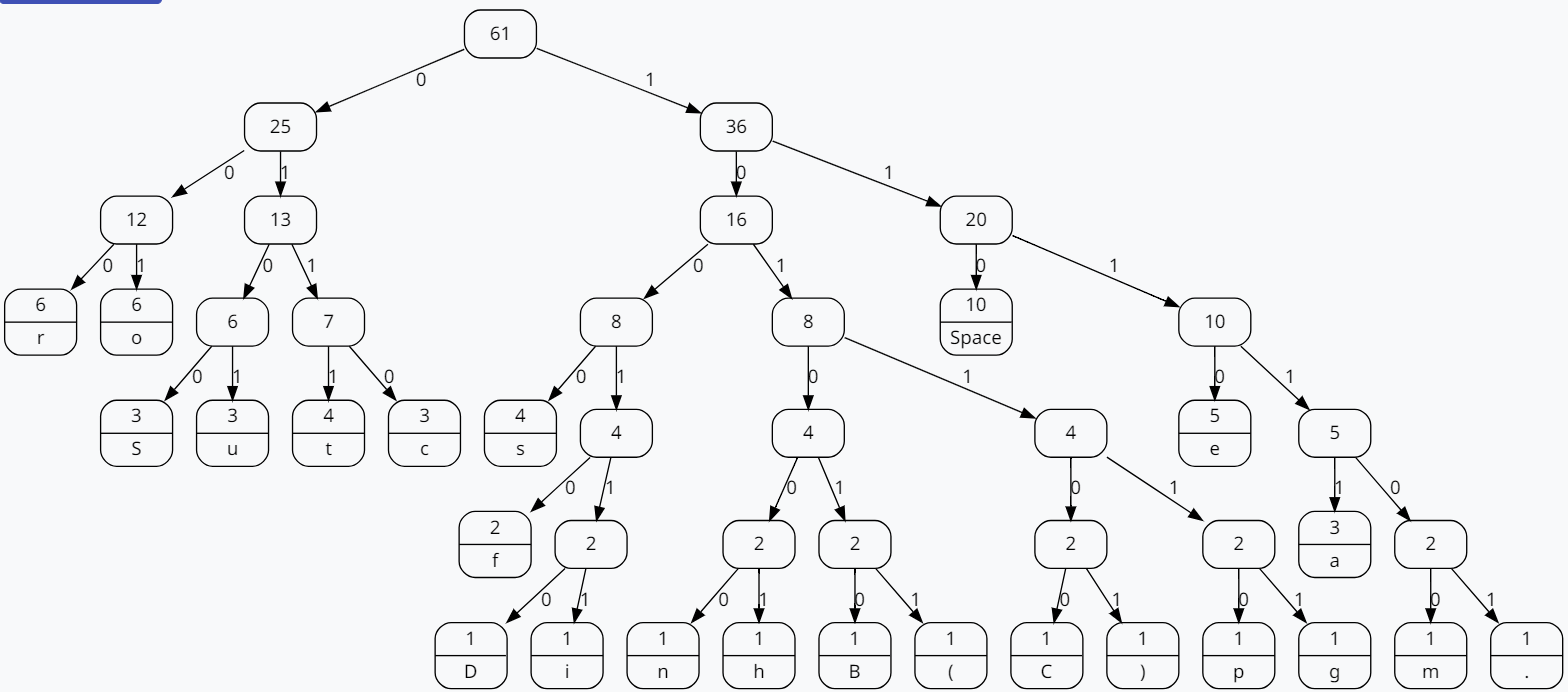 61
0 1
25 36
0 1 0 1
12 13 16 20
0 1 0 1 0 1 0 1
6 r
6 o
6 7 8 8
10 Space
10
0 1 1 0 0 1 0 1 0 1
3 S
3 u
4 t
3 c
4 s
4 4 4
5 e
5
0 1 0 1 0 1 1 0
2 f
2 2 2 2 2
3 a
2
0 1 0 1 0 1 0 1 0 1 0 1
1 D
1 i
1 n
1 h
1 B
1 (
1 C
1 )
1 p
1 g
1 m
1 .